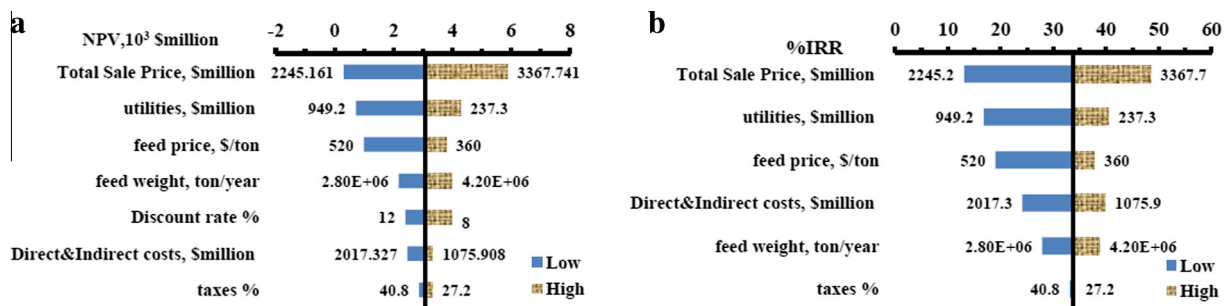 a
NPV,10³ $million
-2 0 2 4 6 8
Total Sale Price, $million 2245.161 3367.741
utilities, $million 949.2 237.3
feed price, $/ton 520 360
feed weight, ton/year 2.80E+06 4.20E+06
Discount rate % 12 8
Direct&Indirect costs, $million 2017.327 1075.908
taxes % 40.8 27.2
Low
High
b
%IRR
0 10 20 30 40 50 60
Total Sale Price, $million 2245.2 3367.7
utilities, $million 949.2 237.3
feed price, $/ton 520 360
Direct&Indirect costs, $million 2017.3 1075.9
feed weight, ton/year 2.80E+06 4.20E+06
taxes % 40.8 27.2
Low
High